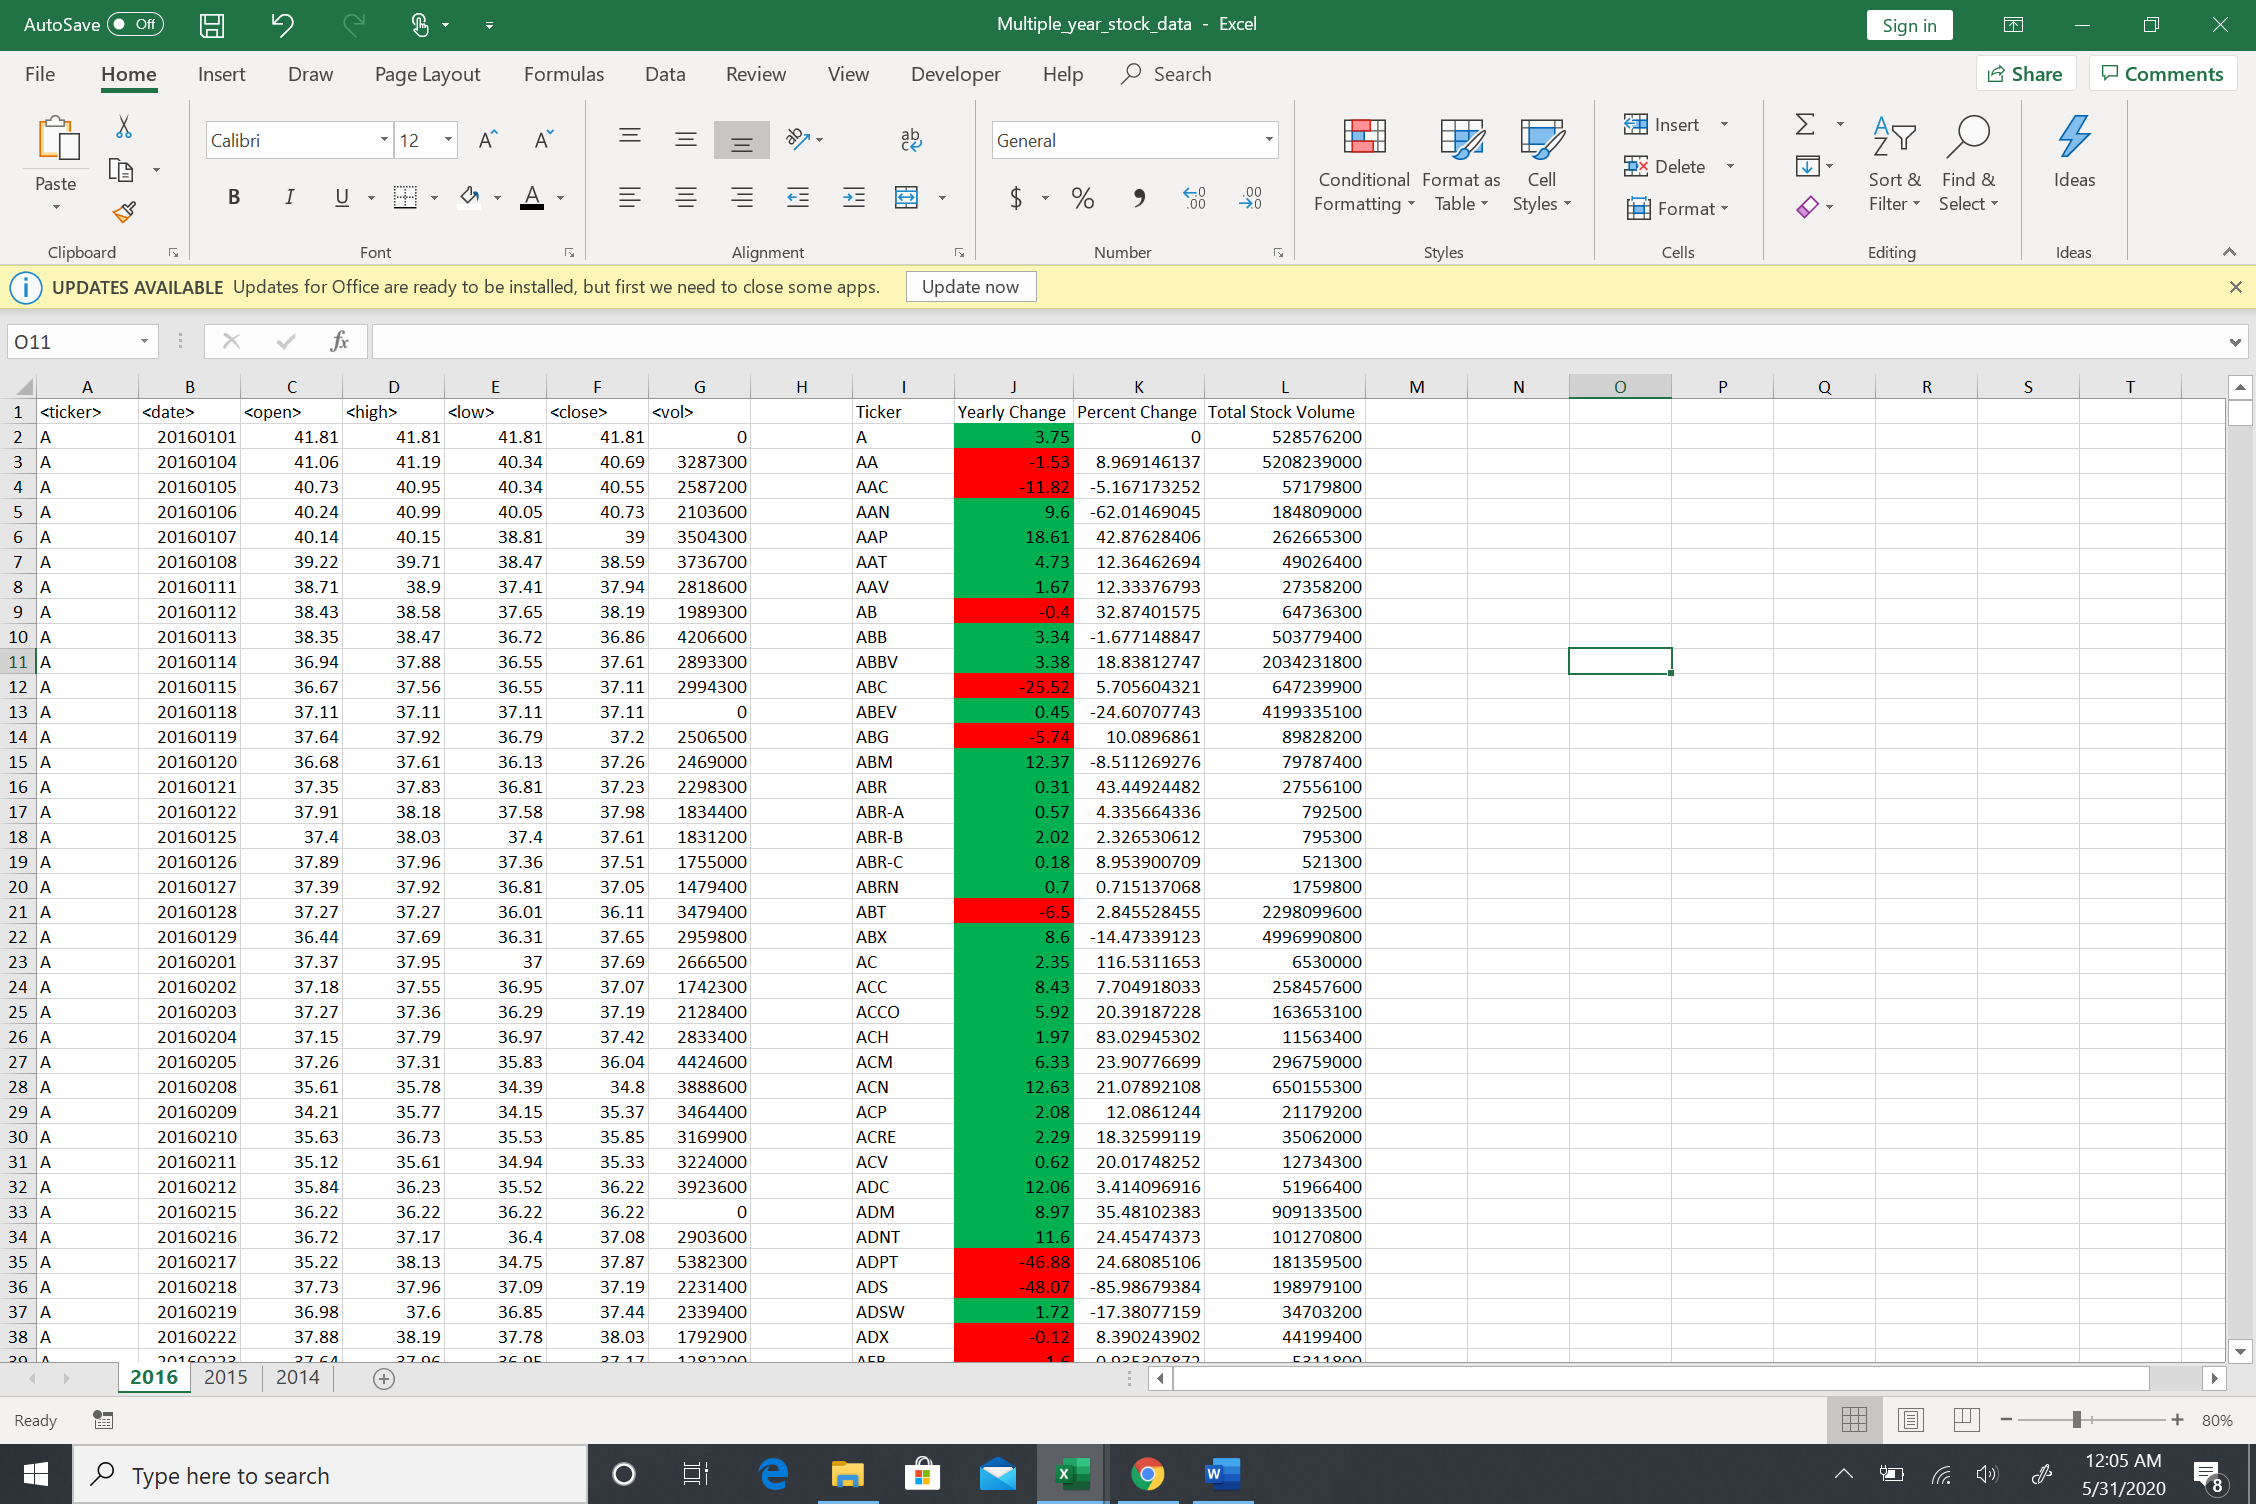 AutoSave Off
Multiple_year_stock_data - Excel
Sign in
File Home Insert Draw Page Layout Formulas Data Review View Developer Help Search
Share Comments
Paste
Clipboard
Calibri 12
B I U A
Font
ab
Alignment
General
$ % , .00 .00
Number
Conditional Formatting
Format as Table
Cell Styles
Styles
Insert
Delete
Format
Cells
Sort & Filter
Find & Select
Editing
Ideas
Ideas
UPDATES AVAILABLE Updates for Office are ready to be installed, but first we need to close some apps. Update now
O11 fx
A B C D E F G H I J K L M N O P Q R S T
1 <ticker> <date> <open> <high> <low> <close> <vol> Ticker Yearly Change Percent Change Total Stock Volume
2 A 20160101 41.81 41.81 41.81 41.81 0 A 3.75 0 528576200
3 A 20160104 41.06 41.19 40.34 40.69 3287300 AA -1.53 8.969146137 5208239000
4 A 20160105 40.73 40.95 40.34 40.55 2587200 AAC -11.82 -5.167173252 57179800
5 A 20160106 40.24 40.99 40.05 40.73 2103600 AAN 9.6 -62.01469045 184809000
6 A 20160107 40.14 40.15 38.81 39 3504300 AAP 18.61 42.87628406 262665300
7 A 20160108 39.22 39.71 38.47 38.59 3736700 AAT 4.73 12.36462694 49026400
8 A 20160111 38.71 38.9 37.41 37.94 2818600 AAV 1.67 12.33376793 27358200
9 A 20160112 38.43 38.58 37.65 38.19 1989300 AB -0.4 32.87401575 64736300
10 A 20160113 38.35 38.47 36.72 36.86 4206600 ABB 3.34 -1.677148847 503779400
11 A 20160114 36.94 37.88 36.55 37.61 2893300 ABBV 3.38 18.83812747 2034231800
12 A 20160115 36.67 37.56 36.55 37.11 2994300 ABC -25.52 5.705604321 647239900
13 A 20160118 37.11 37.11 37.11 37.11 0 ABEV 0.45 -24.60707743 4199335100
14 A 20160119 37.64 37.92 36.79 37.2 2506500 ABG -5.74 10.0896861 89828200
15 A 20160120 36.68 37.61 36.13 37.26 2469000 ABM 12.37 -8.511269276 79787400
16 A 20160121 37.35 37.83 36.81 37.23 2298300 ABR 0.31 43.44924482 27556100
17 A 20160122 37.91 38.18 37.58 37.98 1834400 ABR-A 0.57 4.335664336 792500
18 A 20160125 37.4 38.03 37.4 37.61 1831200 ABR-B 2.02 2.326530612 795300
19 A 20160126 37.89 37.96 37.36 37.51 1755000 ABR-C 0.18 8.953900709 521300
20 A 20160127 37.39 37.92 36.81 37.05 1479400 ABRN 0.7 0.715137068 1759800
21 A 20160128 37.27 37.27 36.01 36.11 3479400 ABT -6.5 2.845528455 2298099600
22 A 20160129 36.44 37.69 36.31 37.65 2959800 ABX 8.6 -14.47339123 4996990800
23 A 20160201 37.37 37.95 37 37.69 2666500 AC 2.35 116.5311653 6530000
24 A 20160202 37.18 37.55 36.95 37.07 1742300 ACC 8.43 7.704918033 258457600
25 A 20160203 37.27 37.36 36.29 37.19 2128400 ACCO 5.92 20.39187228 163653100
26 A 20160204 37.15 37.79 36.97 37.42 2833400 ACH 1.97 83.02945302 11563400
27 A 20160205 37.26 37.31 35.83 36.04 4424600 ACM 6.33 23.90776699 296759000
28 A 20160208 35.61 35.78 34.39 34.8 3888600 ACN 12.63 21.07892108 650155300
29 A 20160209 34.21 35.77 34.15 35.37 3464400 ACP 2.08 12.0861244 21179200
30 A 20160210 35.63 36.73 35.53 35.85 3169900 ACRE 2.29 18.32599119 35062000
31 A 20160211 35.12 35.61 34.94 35.33 3224000 ACV 0.62 20.01748252 12734300
32 A 20160212 35.84 36.23 35.52 36.22 3923600 ADC 12.06 3.414096916 51966400
33 A 20160215 36.22 36.22 36.22 36.22 0 ADM 8.97 35.48102383 909133500
34 A 20160216 36.72 37.17 36.4 37.08 2903600 ADNT 11.6 24.45474373 101270800
35 A 20160217 35.22 38.13 34.75 37.87 5382300 ADPT -46.88 24.68085106 181359500
36 A 20160218 37.73 37.96 37.09 37.19 2231400 ADS -48.07 -85.98679384 198979100
37 A 20160219 36.98 37.6 36.85 37.44 2339400 ADSW 1.72 -17.38077159 34703200
38 A 20160222 37.88 38.19 37.78 38.03 1792900 ADX -0.12 8.390243902 44199400
2016 2015 2014
Ready 80%
Type here to search
12:05 AM
5/31/2020
8